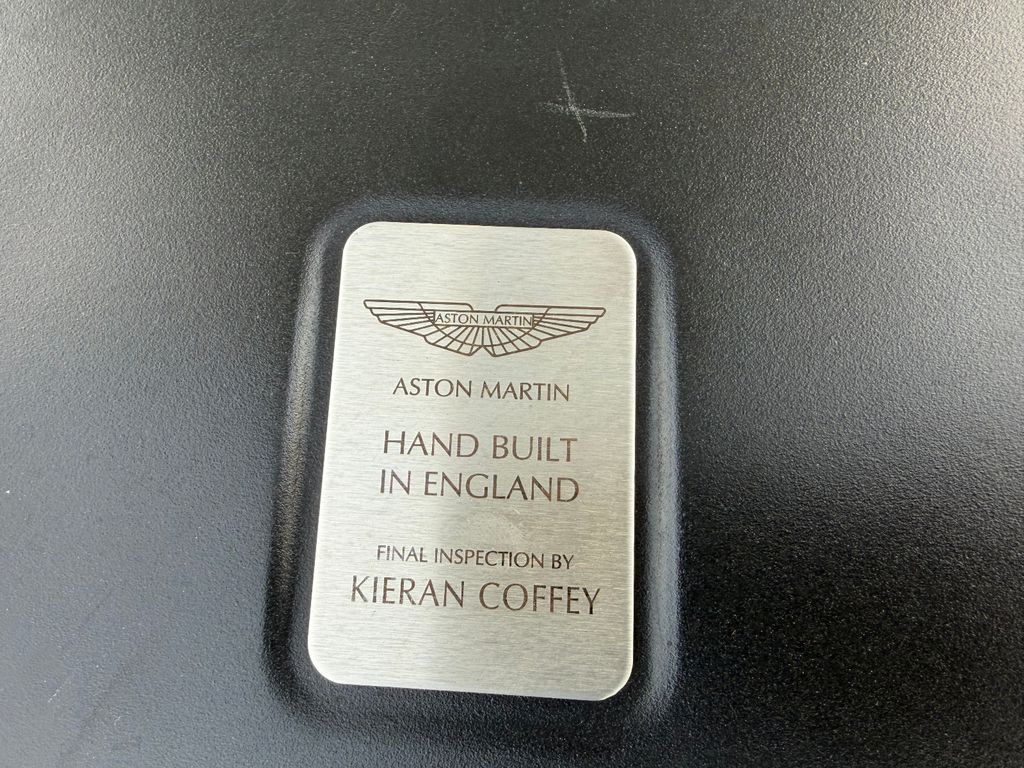 ASTON MARTIN
ASTON MARTIN
HAND BUILT
IN ENGLAND
FINAL INSPECTION BY
KIERAN COFFEY